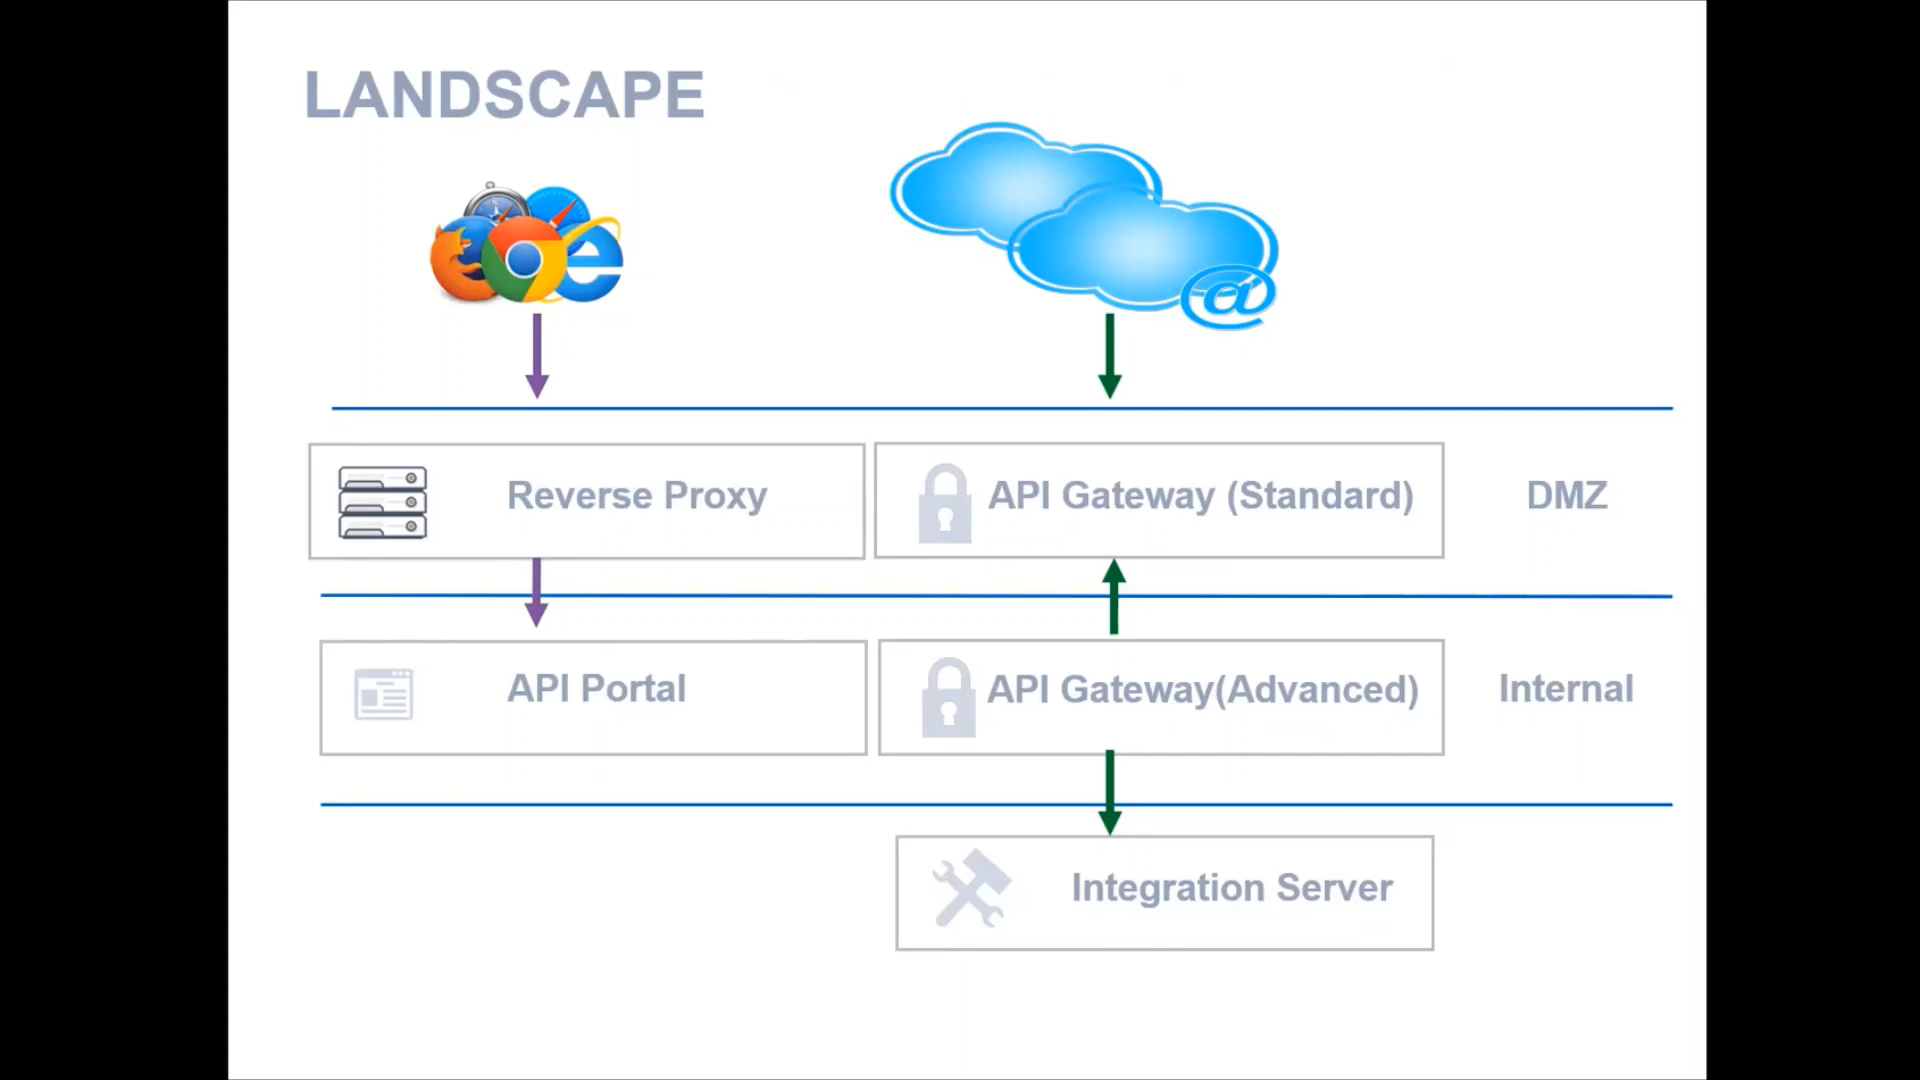 LANDSCAPE
@
Reverse Proxy
API Gateway (Standard)
DMZ
API Portal
API Gateway(Advanced)
Internal
Integration Server